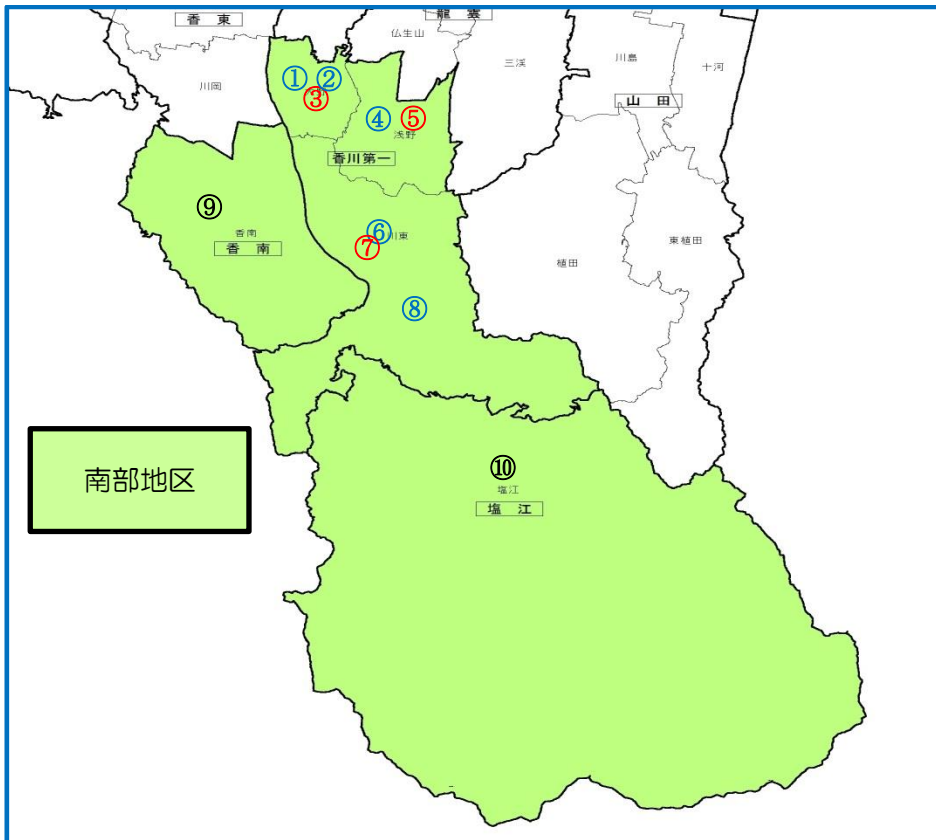 香 東
龍 雲
仏生山
川島
三渓
十河
川岡
①
②
③
山 田
④
⑤
浅野
香川第一
⑨
香南
香 南
⑥
川東
⑦
東植田
植田
⑧
南部地区
⑩
塩江
塩 江